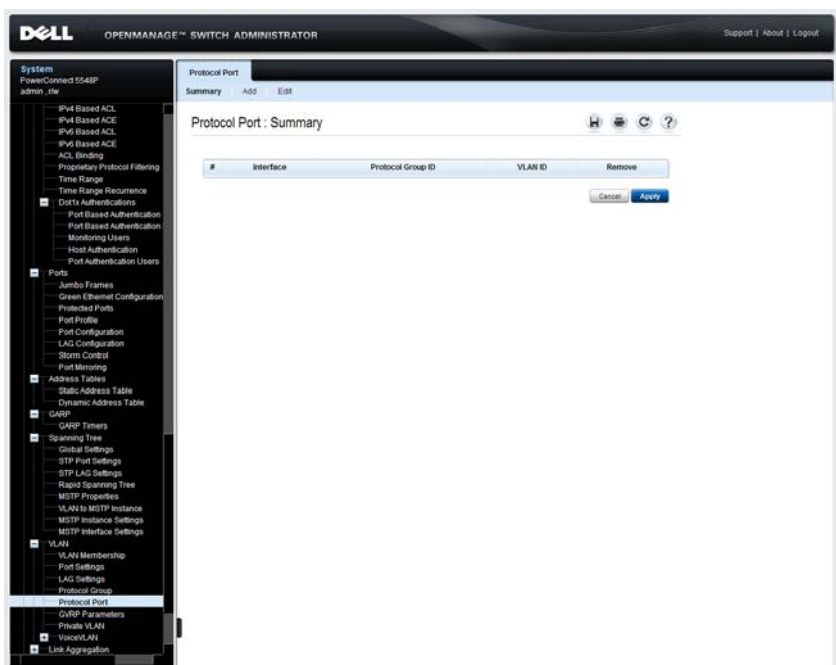 DELL
OPENMANAGE™ SWITCH ADMINISTRATOR
Support | About | Logout
System
PowerConnect 5548P
admin , r/w
IPv4 Based ACL
IPv4 Based ACE
IPv6 Based ACL
IPv6 Based ACE
ACL Binding
Proprietary Protocol Filtering
Time Range
Time Range Recurrence
Dot1x Authentications
Port Based Authentication
Port Based Authentication
Monitoring Users
Host Authentication
Port Authentication Users
Ports
Jumbo Frames
Green Ethernet Configuration
Protected Ports
Port Profile
Port Configuration
LAG Configuration
Storm Control
Port Mirroring
Address Tables
Static Address Table
Dynamic Address Table
GARP
GARP Timers
Spanning Tree
Global Settings
STP Port Settings
STP LAG Settings
Rapid Spanning Tree
MSTP Properties
VLAN to MSTP Instance
MSTP Instance Settings
MSTP Interface Settings
VLAN
VLAN Membership
Port Settings
LAG Settings
Protocol Group
Protocol Port
GVRP Parameters
Private VLAN
VoiceVLAN
Link Aggregation
Protocol Port
Summary Add Edit
Protocol Port : Summary
?
# Interface Protocol Group ID VLAN ID Remove
Cancel Apply